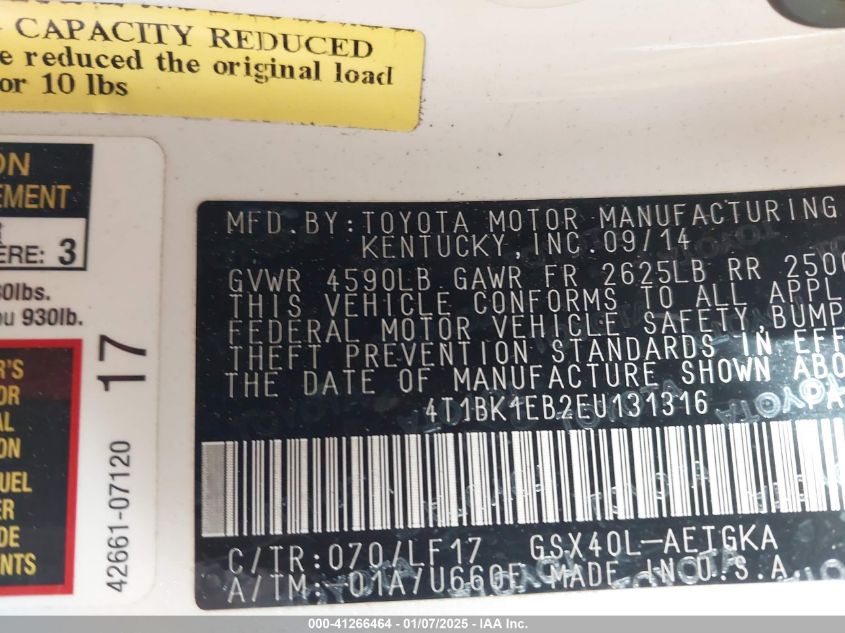 CAPACITY REDUCED
e reduced the original load
or 10 lbs
ON
EMENT
ERE: 3
0lbs.
ou 930lb.
R'S
OR
AL
ON
UEL
ER
DE
ENTS
42661-07120 17
MFD.BY:TOYOTA MOTOR MANUFACTURING
KENTUCKY,INC.09/14
GVWR 4590LB GAWR FR 2625LB RR 250
THIS VEHICLE CONFORMS TO ALL APPL
FEDERAL MOTOR VEHICLE SAFETY,BUMP
THEFT PREVENTION STANDARDS IN EFF
THE DATE OF MANUFACTURE SHOWN ABO
4T1BK1EB2EU131316 PA
C/TR:070/LF17 GSX40L-AETGKA
A/TM:-01A/U660E MADE IN U.S.A
000-41266464 - 01/07/2025 - IAA Inc.